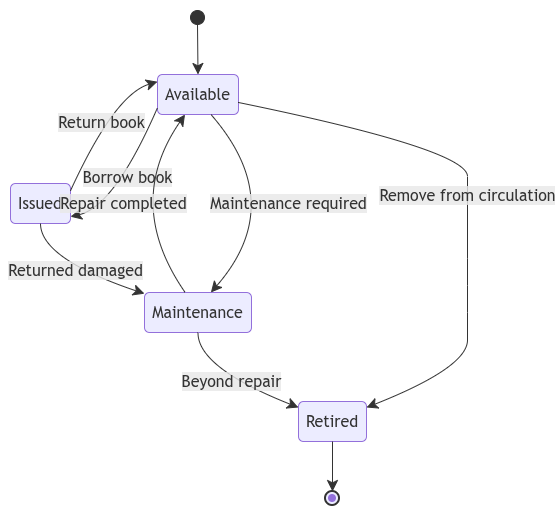 Available
Return book
Borrow book
Issued
Repair completed
Maintenance required
Remove from circulation
Returned damaged
Maintenance
Beyond repair
Retired